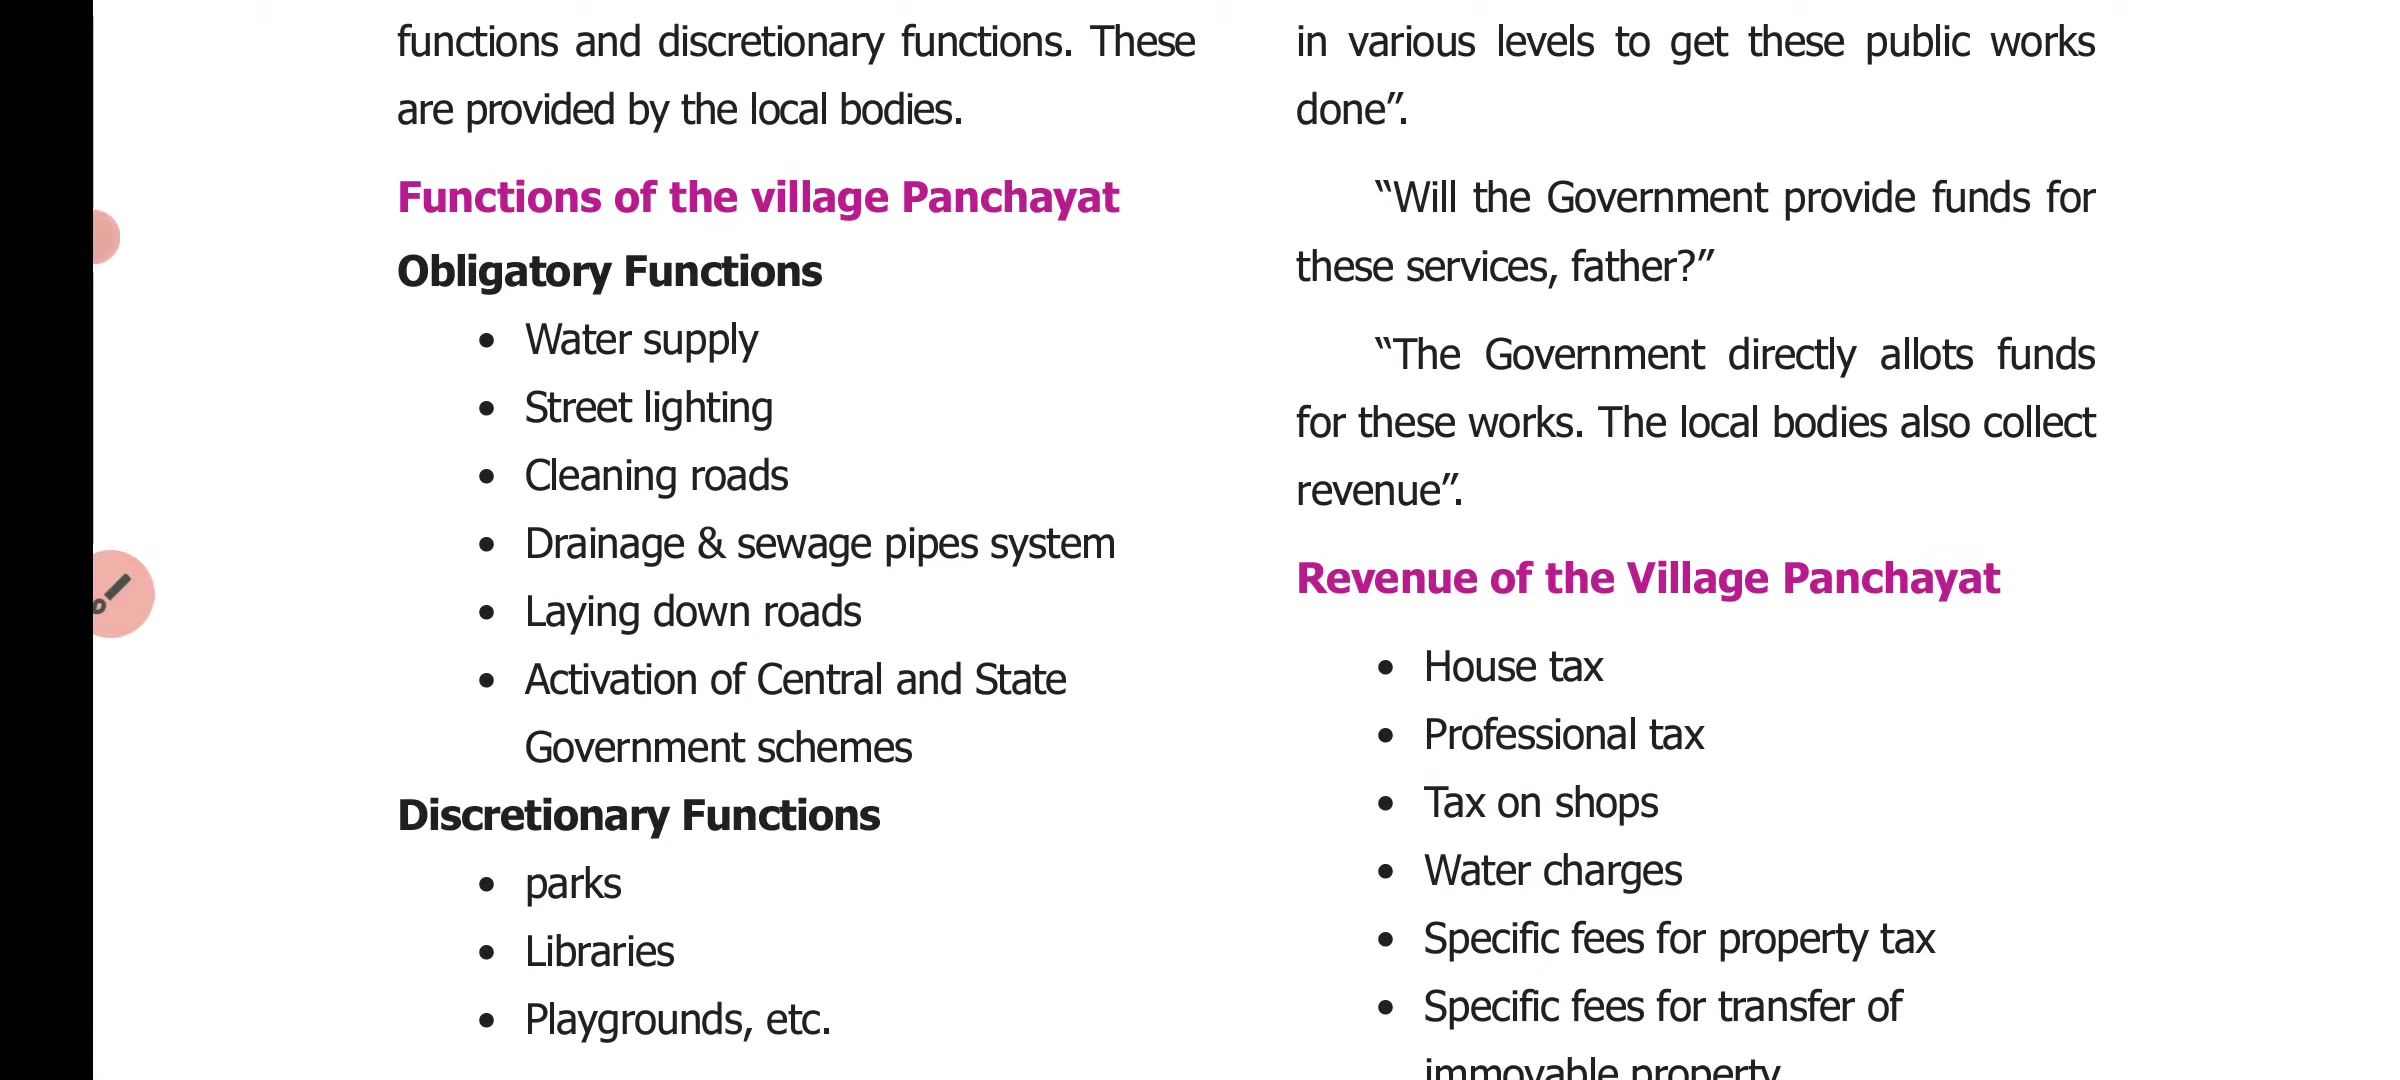 functions and discretionary functions. These
are provided by the local bodies.
Functions of the village Panchayat
Obligatory Functions
• Water supply
• Street lighting
• Cleaning roads
• Drainage & sewage pipes system
• Laying down roads
• Activation of Central and State
Government schemes
Discretionary Functions
• parks
• Libraries
• Playgrounds, etc.
in various levels to get these public works
done”.
“Will the Government provide funds for
these services, father?”
“The Government directly allots funds
for these works. The local bodies also collect
revenue”.
Revenue of the Village Panchayat
• House tax
• Professional tax
• Tax on shops
• Water charges
• Specific fees for property tax
• Specific fees for transfer of
immovable property